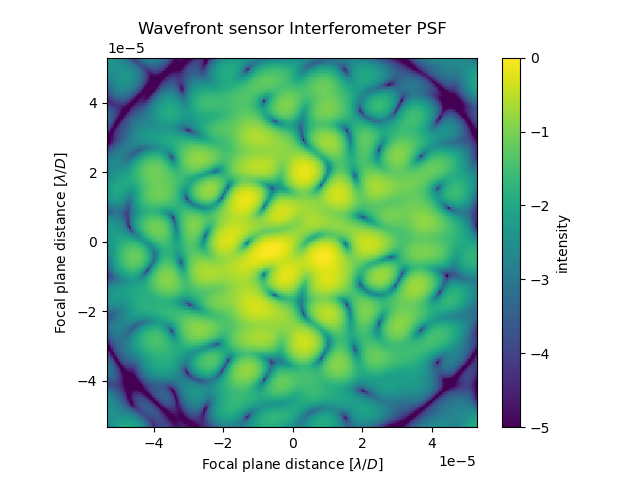 Wavefront sensor Interferometer PSF
1e−5
4
2
0
−2
−4
Focal plane distance [λ/D]
−4
−2
0
2
4
1e−5
Focal plane distance [λ/D]
0
−1
−2
−3
−4
−5
intensity